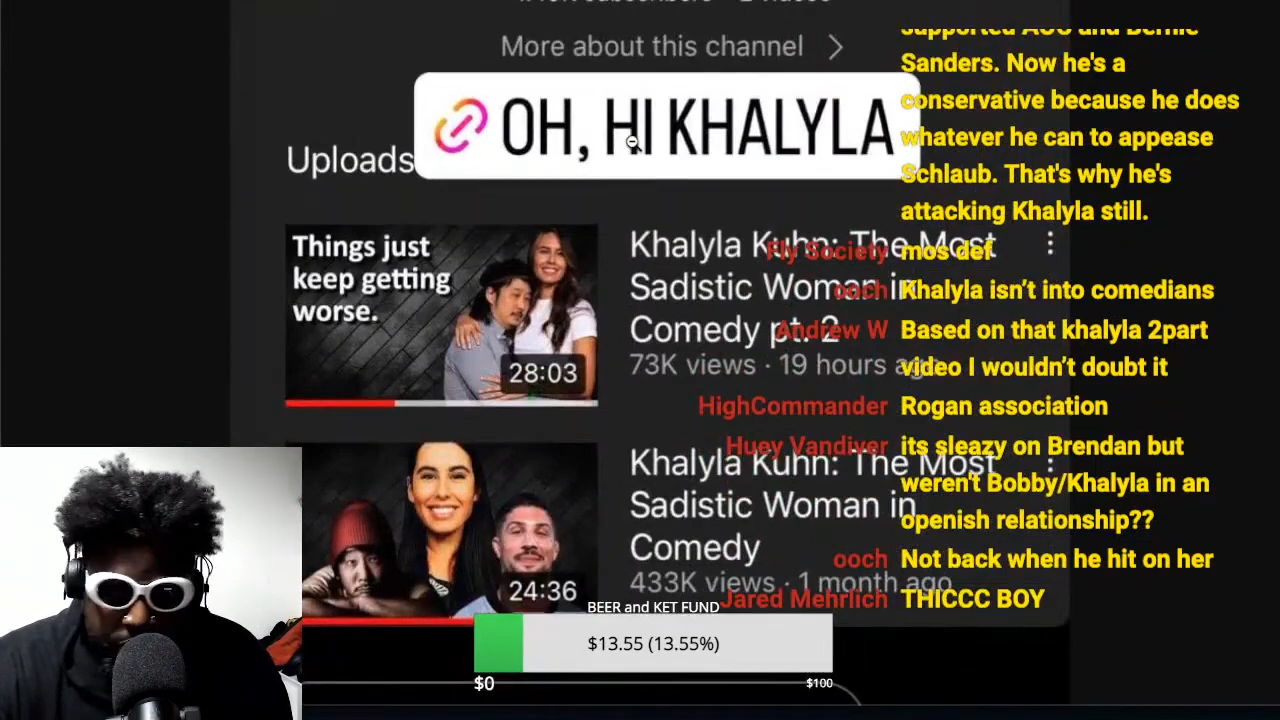 More about this channel
OH, HI KHALYLA
Uploads
Things just
keep getting
worse.
28:03
Khalyla Kuhn: The Most
Sadistic Woman in
Comedy pt. 2
73K views · 19 hours ago
24:36
Khalyla Kuhn: The Most
Sadistic Woman in
Comedy
433K views · 1 month ago
supported AOC and Bernie
Sanders. Now he's a
conservative because he does
whatever he can to appease
Schlaub. That's why he's
attacking Khalyla still.
Fly Society mos def
ooch Khalyla isn't into comedians
Andrew W Based on that khalyla 2part
video I wouldn't doubt it
HighCommander Rogan association
Huey Vandiver its sleazy on Brendan but
weren't Bobby/Khalyla in an
openish relationship??
ooch Not back when he hit on her
Jared Mehrlich THICCC BOY
BEER and KET FUND
$13.55 (13.55%)
$0
$100